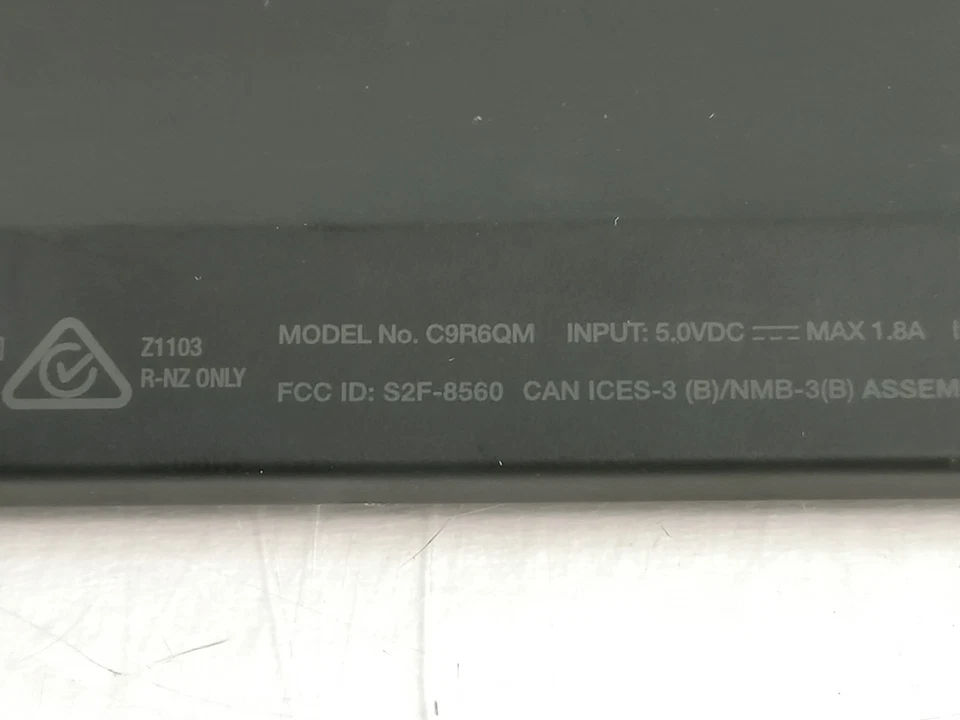 Z1103
R-NZ ONLY
MODEL No. C9R6QM INPUT: 5.0VDC ⎓ MAX 1.8A
FCC ID: S2F-8560 CAN ICES-3 (B)/NMB-3(B) ASSEM